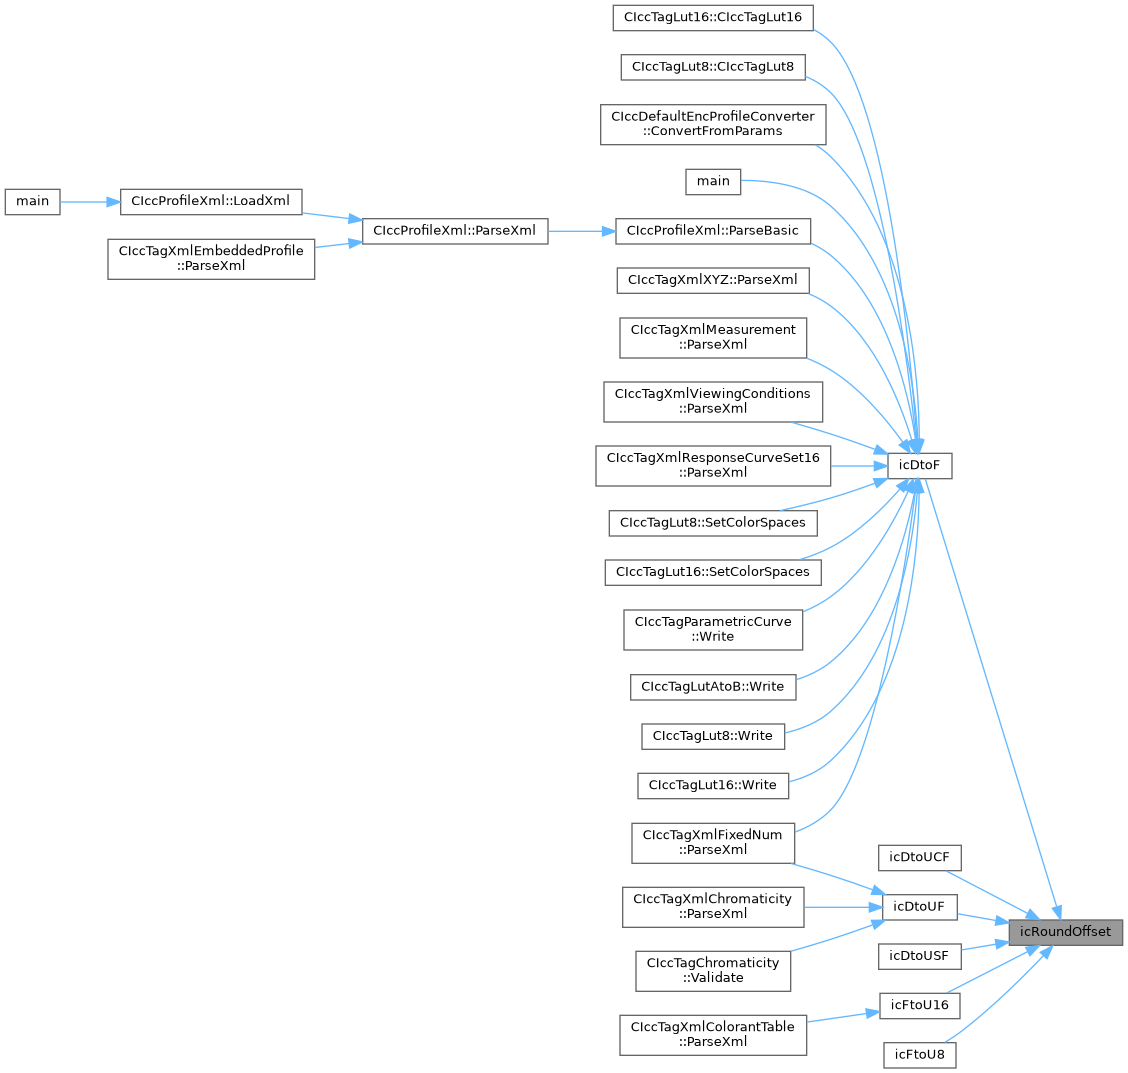 CIccTagLut16::CIccTagLut16
CIccTagLut8::CIccTagLut8
CIccDefaultEncProfileConverter
::ConvertFromParams
main
main
CIccProfileXml::LoadXml
CIccTagXmlEmbeddedProfile
::ParseXml
CIccProfileXml::ParseXml
CIccProfileXml::ParseBasic
CIccTagXmlXYZ::ParseXml
CIccTagXmlMeasurement
::ParseXml
CIccTagXmlViewingConditions
::ParseXml
CIccTagXmlResponseCurveSet16
::ParseXml
icDtoF
CIccTagLut8::SetColorSpaces
CIccTagLut16::SetColorSpaces
CIccTagParametricCurve
::Write
CIccTagLutAtoB::Write
CIccTagLut8::Write
CIccTagLut16::Write
CIccTagXmlFixedNum
::ParseXml
icDtoUCF
CIccTagXmlChromaticity
::ParseXml
icDtoUF
icRoundOffset
CIccTagChromaticity
::Validate
icDtoUSF
icFtoU16
CIccTagXmlColorantTable
::ParseXml
icFtoU8